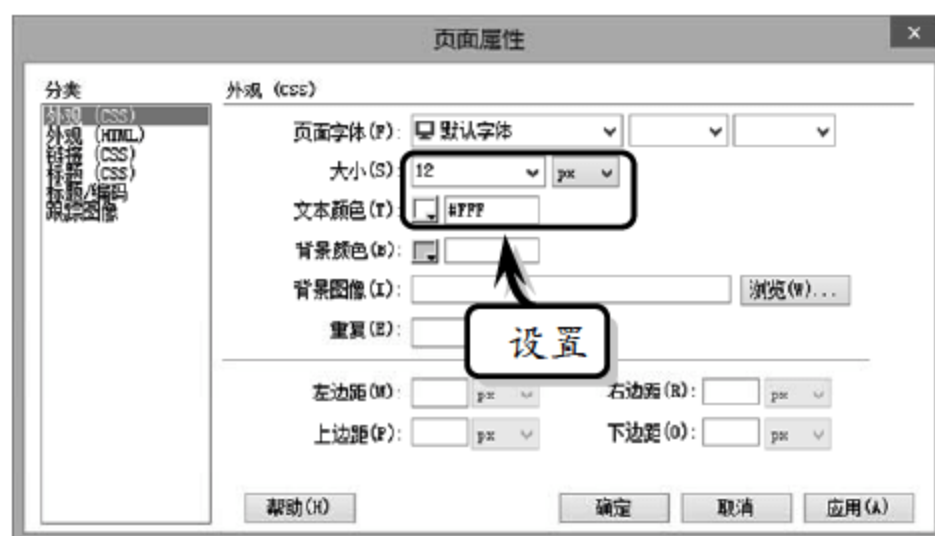 页面属性
×
分类
外观 (CSS)
外观 (HTML)
链接 (CSS)
标题 (CSS)
标题/编码
跟踪图像
外观 (CSS)
页面字体(F): 默认字体
大小(S): 12 px
文本颜色(T): #FFF
背景颜色(B):
背景图像(I): 浏览(W)...
重复(E):
设置
左边距(M): px 右边距(R): px
上边距(P): px 下边距(O): px
帮助(H) 确定 取消 应用(A)